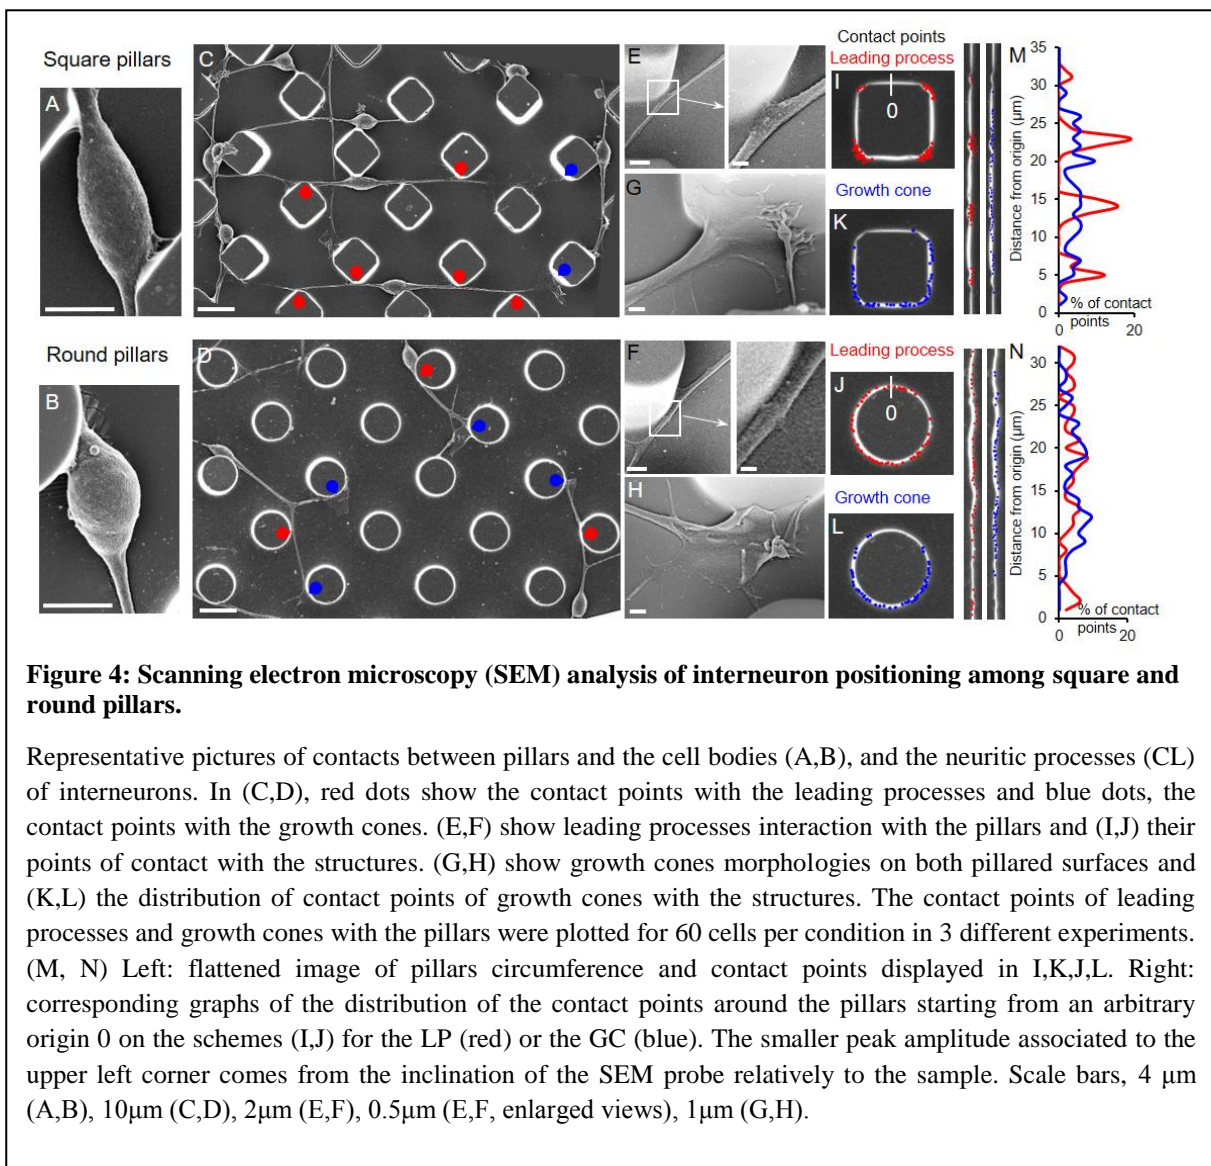 Square pillars
A
C
E
G
Contact points
Leading process
I
0
Growth cone
K
M
Distance from origin (μm)
35
30
25
20
15
10
5
0
% of contact
points
0
20
Round pillars
B
D
F
H
Leading process
J
0
Growth cone
L
N
Distance from origin (μm)
30
25
20
15
10
5
0
% of contact
points
0
20
Figure 4: Scanning electron microscopy (SEM) analysis of interneuron positioning among square and
round pillars.
Representative pictures of contacts between pillars and the cell bodies (A,B), and the neuritic processes (CL)
of interneurons. In (C,D), red dots show the contact points with the leading processes and blue dots, the
contact points with the growth cones. (E,F) show leading processes interaction with the pillars and (I,J) their
points of contact with the structures. (G,H) show growth cones morphologies on both pillared surfaces and
(K,L) the distribution of contact points of growth cones with the structures. The contact points of leading
processes and growth cones with the pillars were plotted for 60 cells per condition in 3 different experiments.
(M, N) Left: flattened image of pillars circumference and contact points displayed in I,K,J,L. Right:
corresponding graphs of the distribution of the contact points around the pillars starting from an arbitrary
origin 0 on the schemes (I,J) for the LP (red) or the GC (blue). The smaller peak amplitude associated to the
upper left corner comes from the inclination of the SEM probe relatively to the sample. Scale bars, 4 μm
(A,B), 10μm (C,D), 2μm (E,F), 0.5μm (E,F, enlarged views), 1μm (G,H).